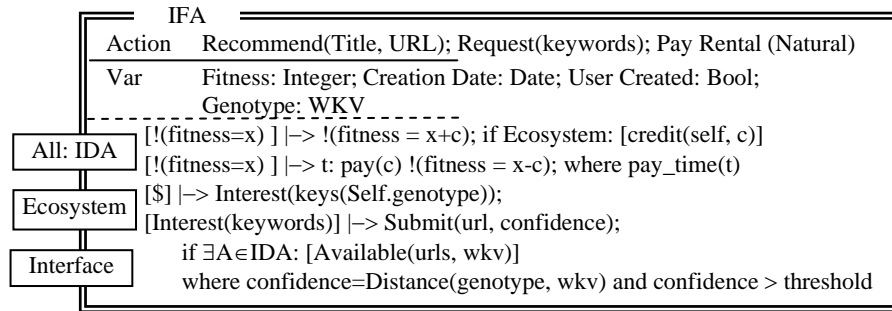 IFA
Action Recommend(Title, URL); Request(keywords); Pay Rental (Natural)
Var Fitness: Integer; Creation Date: Date; User Created: Bool;
Genotype: WKV
[!(fitness=x) ] |–> !(fitness = x+c); if Ecosystem: [credit(self, c)]
All: IDA
[!(fitness=x) ] |–> t: pay(c) !(fitness = x-c); where pay_time(t)
[$] |–> Interest(keys(Self.genotype));
Ecosystem
[Interest(keywords)] |–> Submit(url, confidence);
if ∃A∈IDA: [Available(urls, wkv)]
Interface
where confidence=Distance(genotype, wkv) and confidence > threshold